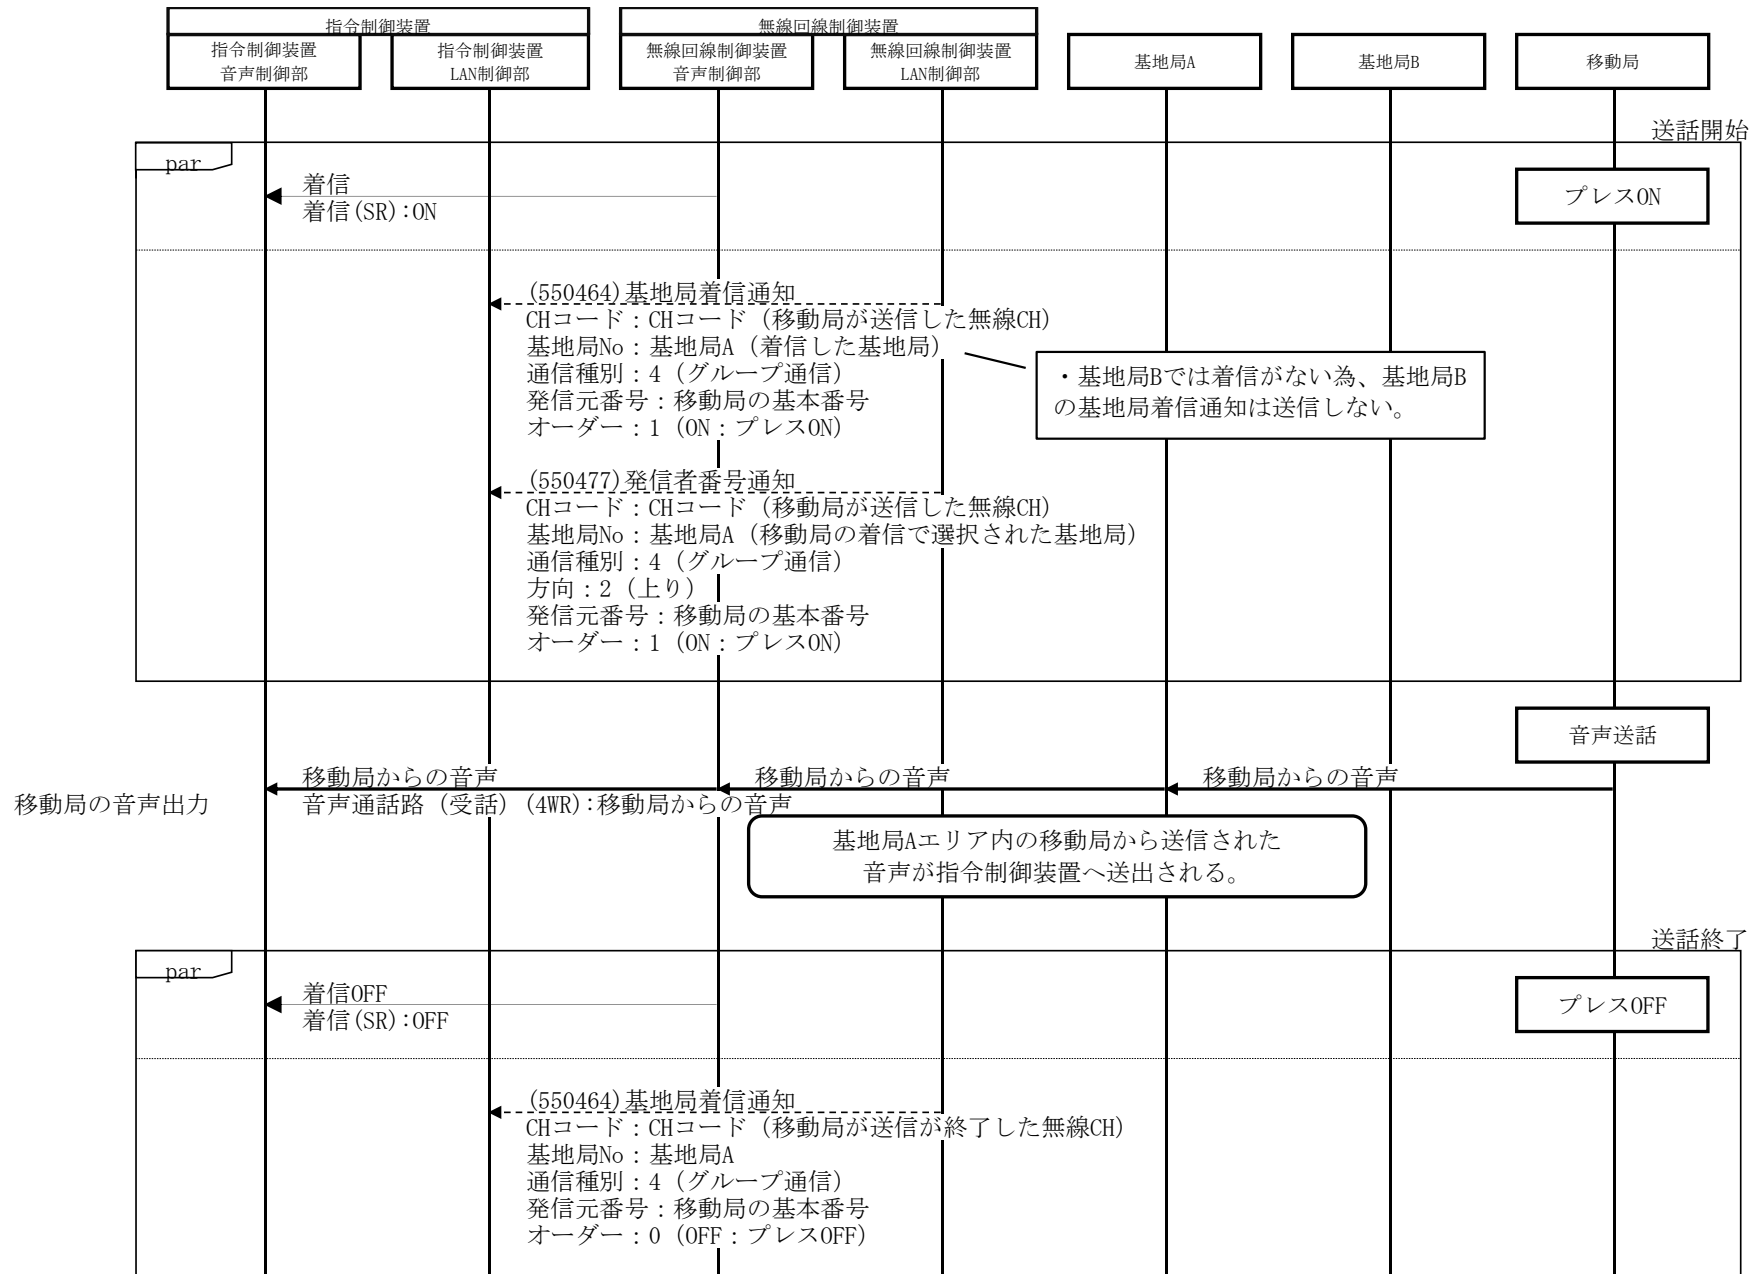 指令制御装置
無線回線制御装置
指令制御装置
音声制御部
指令制御装置
LAN制御部
無線回線制御装置
音声制御部
無線回線制御装置
LAN制御部
基地局A
基地局B
移動局
送話開始
par
着信
着信(SR):ON
プレスON
(550464)基地局着信通知
CHコード：CHコード（移動局が送信した無線CH）
基地局No：基地局A（着信した基地局）
通信種別：4（グループ通信）
発信元番号：移動局の基本番号
オーダー：1（ON：プレスON）
・基地局Bでは着信がない為、基地局B
の基地局着信通知は送信しない。
(550477)発信者番号通知
CHコード：CHコード（移動局が送信した無線CH）
基地局No：基地局A（移動局の着信で選択された基地局）
通信種別：4（グループ通信）
方向：2（上り）
発信元番号：移動局の基本番号
オーダー：1（ON：プレスON）
音声送話
移動局からの音声
移動局からの音声
移動局からの音声
音声通話路（受話）(4WR):移動局からの音声
移動局の音声出力
基地局Aエリア内の移動局から送信された
音声が指令制御装置へ送出される。
送話終了
par
着信OFF
着信(SR):OFF
プレスOFF
(550464)基地局着信通知
CHコード：CHコード（移動局が送信が終了した無線CH）
基地局No：基地局A
通信種別：4（グループ通信）
発信元番号：移動局の基本番号
オーダー：0（OFF：プレスOFF）